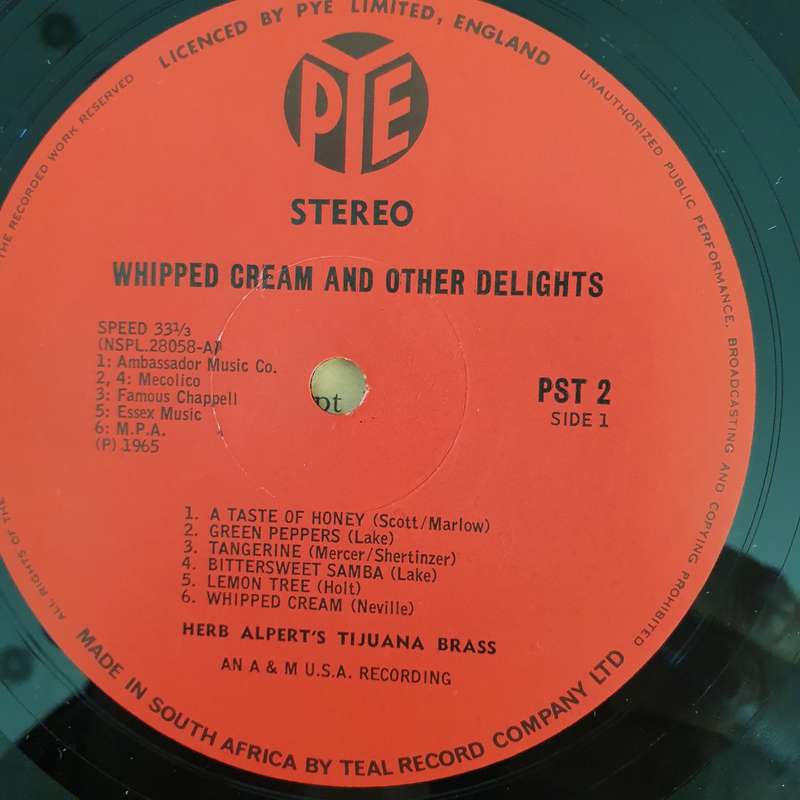 LICENCED BY PYE LIMITED, ENGLAND
UNAUTHORIZED PUBLIC PERFORMANCE, BROADCASTING AND COPYING PROHIBITED
ALL RIGHTS OF THE
THE RECORDED WORK RESERVED
PYE
STEREO
WHIPPED CREAM AND OTHER DELIGHTS
SPEED 33⅓
(NSPL.28058-A)
1: Ambassador Music Co.
2, 4: Mecolico
3: Famous Chappell
5: Essex Music
6: M.P.A.
(P) 1965
PST 2
SIDE 1
pt
1. A TASTE OF HONEY (Scott/Marlow)
2. GREEN PEPPERS (Lake)
3. TANGERINE (Mercer/Shertinzer)
4. BITTERSWEET SAMBA (Lake)
5. LEMON TREE (Holt)
6. WHIPPED CREAM (Neville)
HERB ALPERT'S TIJUANA BRASS
AN A & M U.S.A. RECORDING
MADE IN SOUTH AFRICA BY TEAL RECORD COMPANY LTD